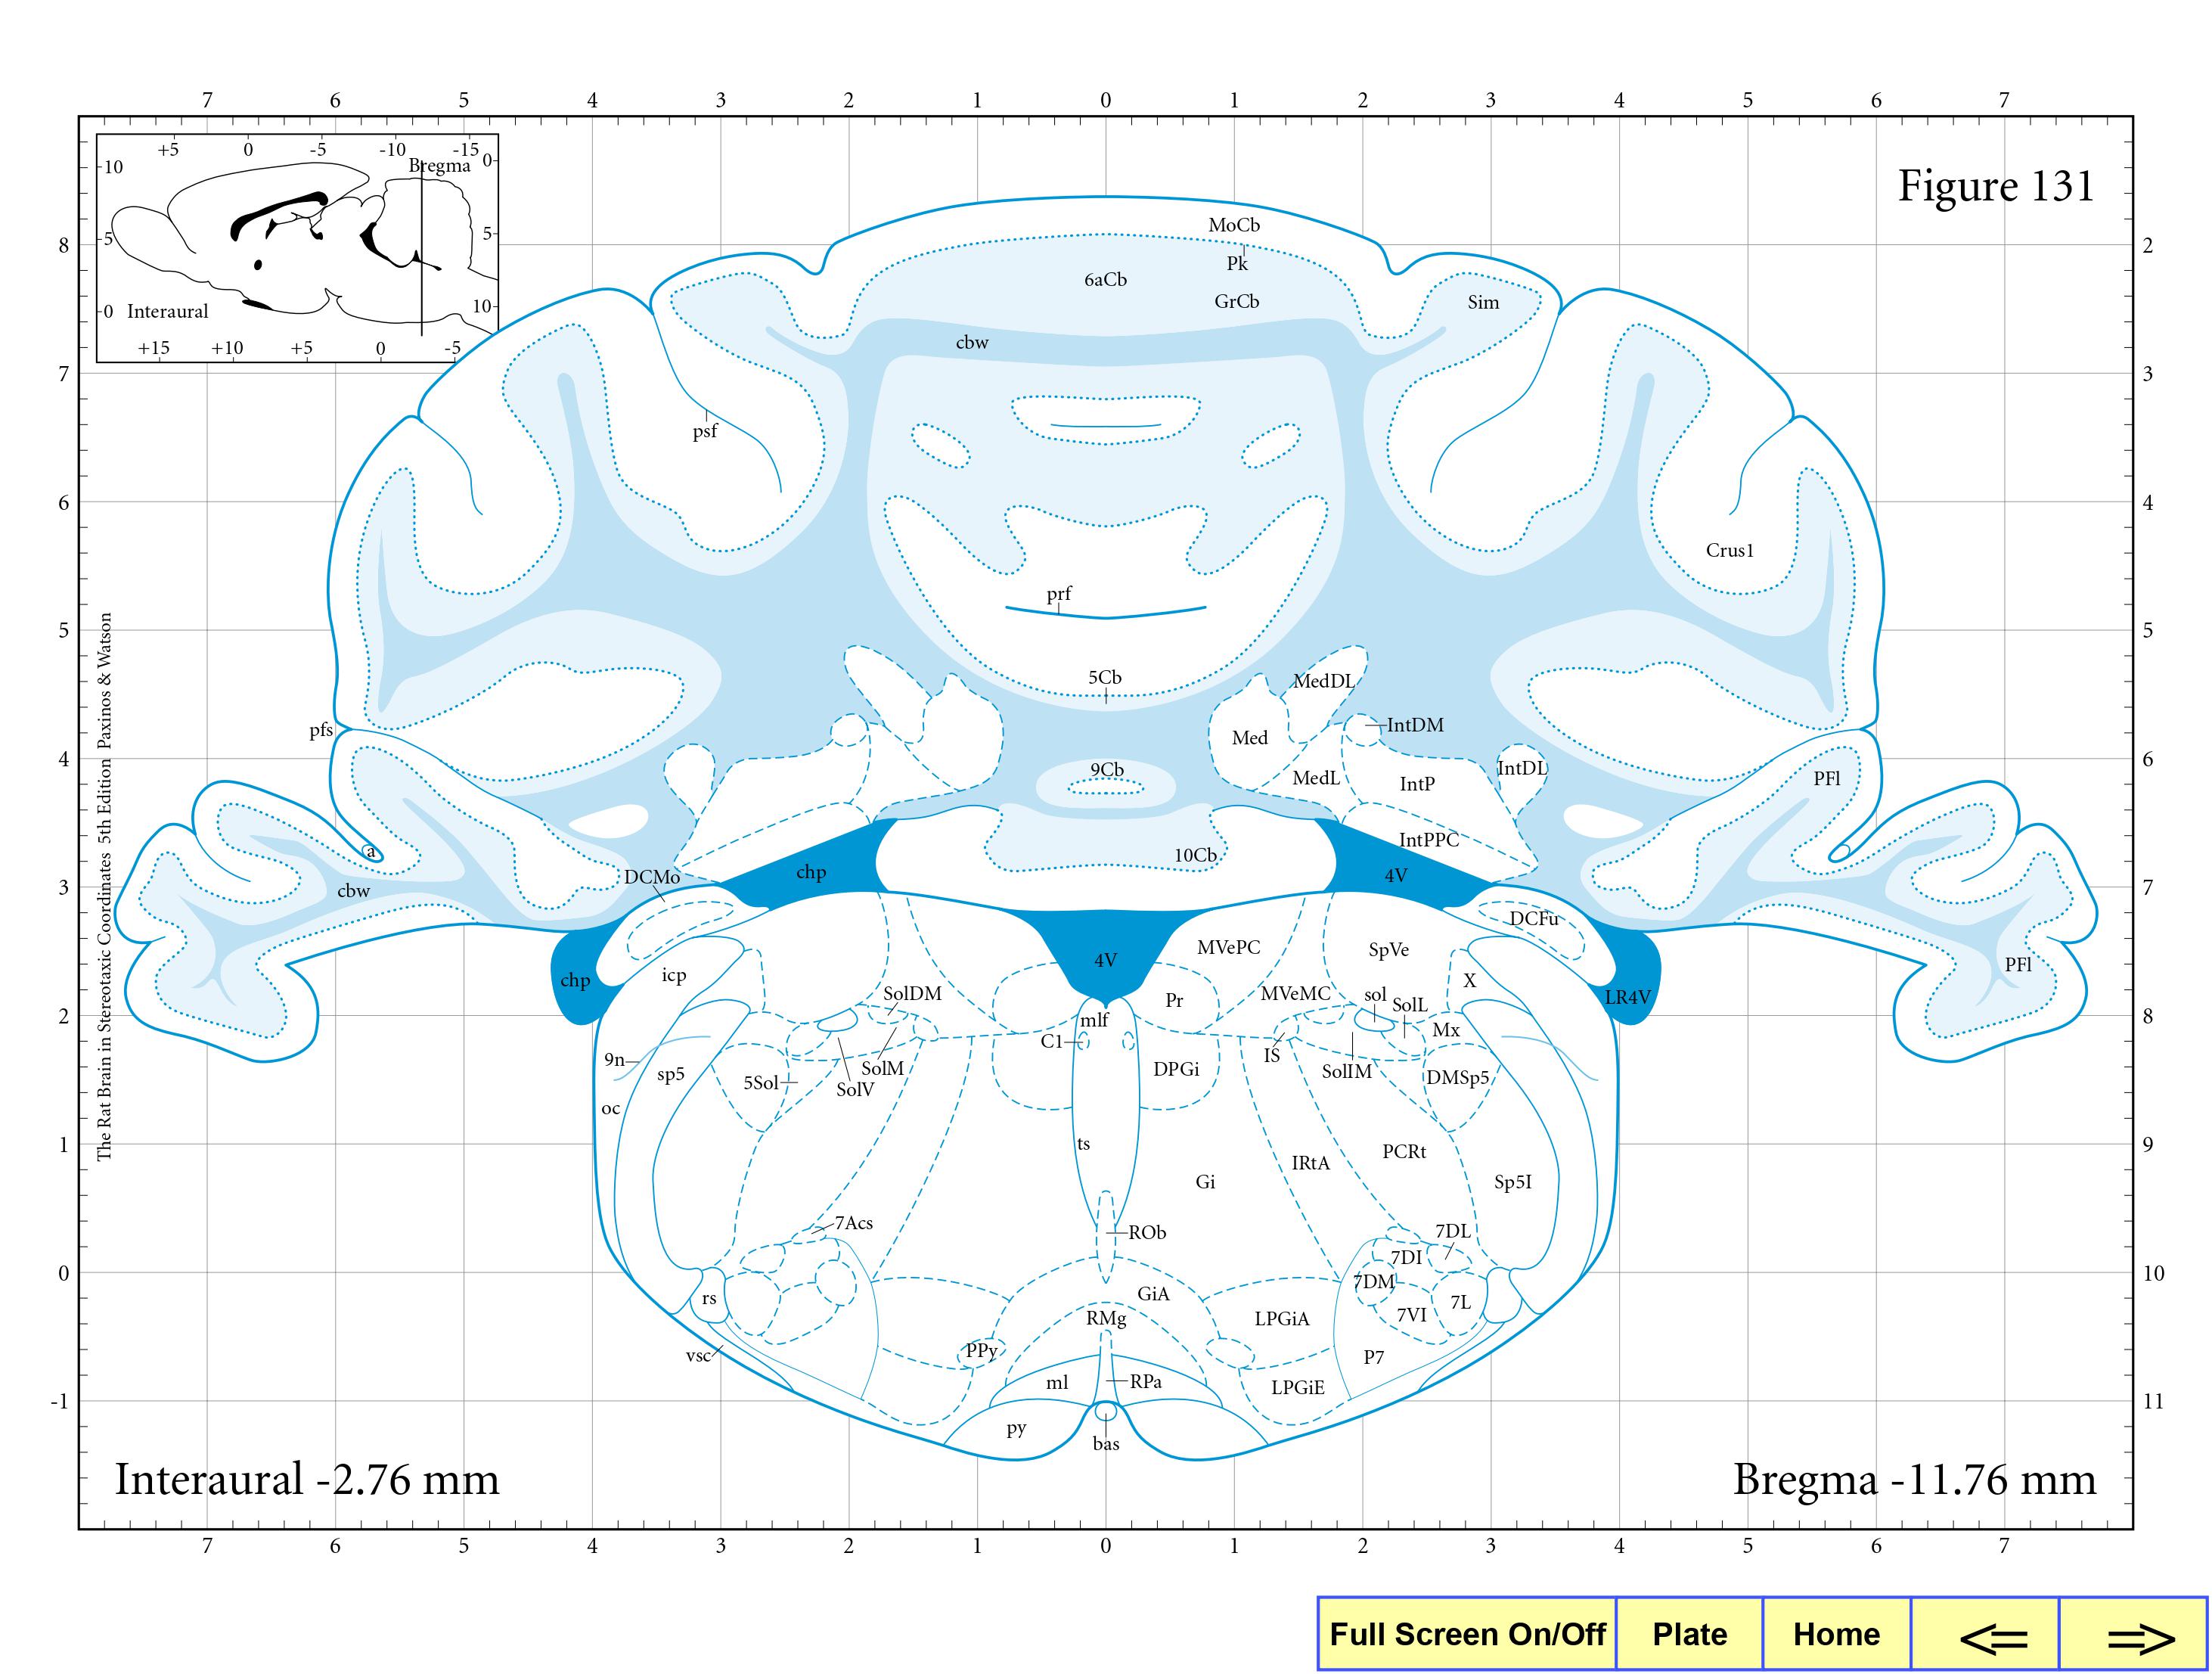 7 6 5 4 3 2 1 0 1 2 3 4 5 6 7
+5 0 -5 -10 -15
Bregma 0
10
5 5
10
0 Interaural
+15 +10 +5 0 -5
Figure 131
8 2
7 3
6 4
5 5
4 6
3 7
2 8
1 9
0 10
-1 11
The Rat Brain in Stereotaxic Coordinates 5th Edition Paxinos & Watson
MoCb
Pk
6aCb
GrCb
Sim
cbw
psf
Crus1
prf
5Cb
MedDL
pfs
IntDM
Med
9Cb
IntDL
MedL
IntP
PFl
IntPPC
a
10Cb
chp
4V
DCMo
cbw
DCFu
MVePC
SpVe
4V
PFl
icp
chp
X
SolDM
MVeMC
sol
LR4V
Pr
SolL
mlf
Mx
C1
IS
9n
SolM
SolIM
DPGi
sp5
5Sol
SolV
DMSp5
oc
ts
PCRt
IRtA
Gi
Sp5I
7Acs
ROb
7DL
7DI
7DM
GiA
rs
7L
RMg
LPGiA
7VI
PPy
vsc
P7
ml
RPa
LPGiE
py
bas
Interaural -2.76 mm
Bregma -11.76 mm
7 6 5 4 3 2 1 0 1 2 3 4 5 6 7
Full Screen On/Off Plate Home <= =>